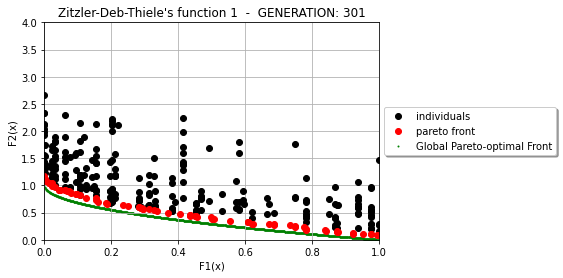 Zitzler-Deb-Thiele's function 1 - GENERATION: 301
4.0
3.5
3.0
2.5
2.0
1.5
1.0
0.5
0.0
F2(x)
individuals
pareto front
Global Pareto-optimal Front
0.0 0.2 0.4 0.6 0.8 1.0
F1(x)